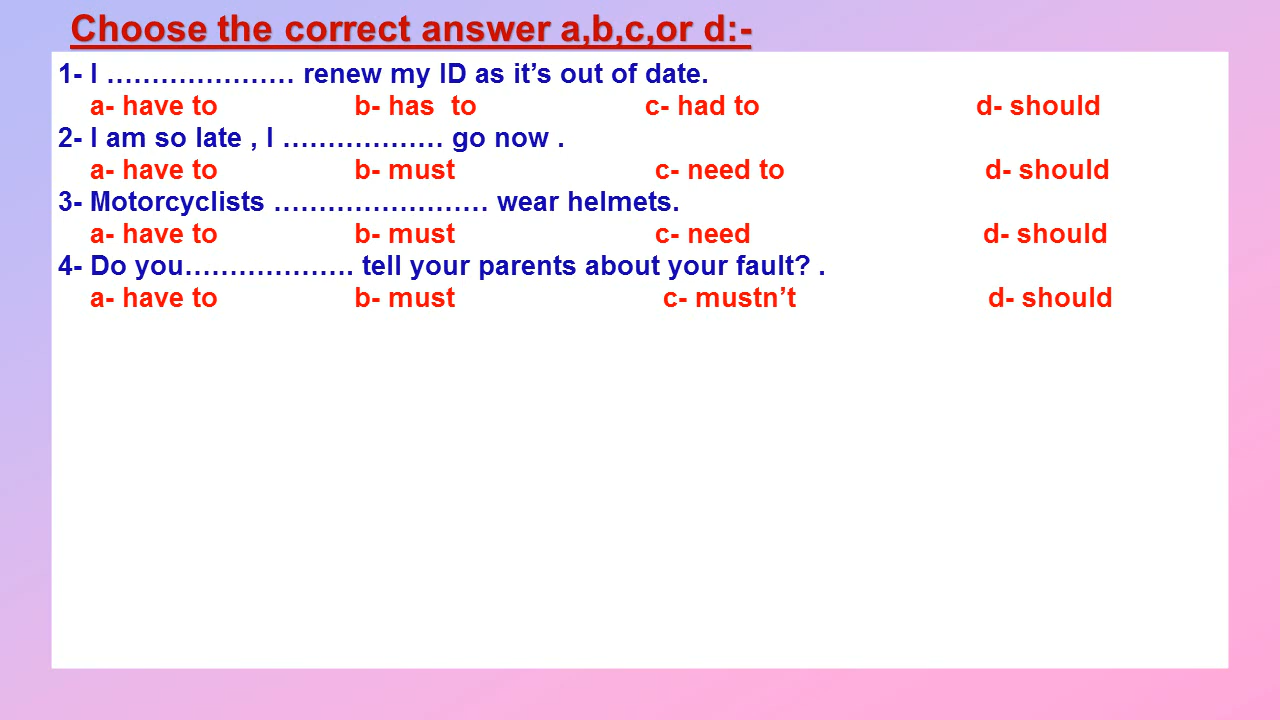 Choose the correct answer a,b,c,or d:-
1- I ………………… renew my ID as it’s out of date.
a- have to b- has to c- had to d- should
2- I am so late , I ……………… go now .
a- have to b- must c- need to d- should
3- Motorcyclists …………………… wear helmets.
a- have to b- must c- need d- should
4- Do you………………. tell your parents about your fault? .
a- have to b- must c- mustn’t d- should